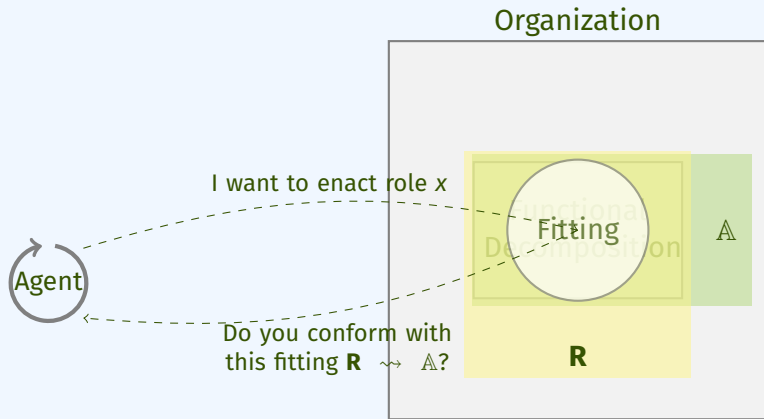 Organization
I want to enact role x
Functional
Decomposition
Fitting
𝔸
Agent
Do you conform with
this fitting R ⇝ 𝔸?
R